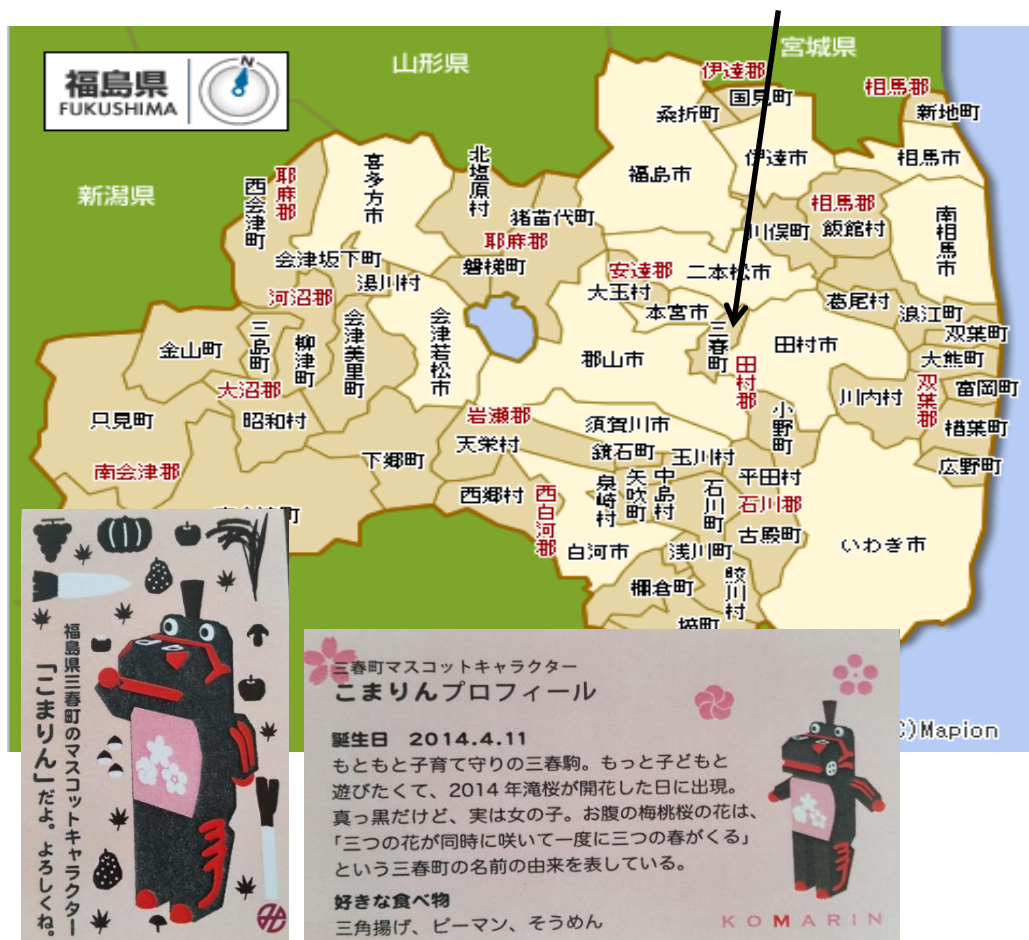 福島県
FUKUSHIMA
N
山形県
宮城県
新潟県
伊達郡
国見町
桑折町
相馬郡
新地町
相馬市
伊達市
福島市
喜多方市
北塩原村
耶麻郡
西会津町
猪苗代町
耶麻郡
磐梯町
相馬郡
飯館村
川俣町
南相馬市
会津坂下町
湯川村
河沼郡
安達郡
二本松市
大玉村
本宮市
葛尾村
浪江町
双葉町
大熊町
三春町
田村市
田村郡
郡山市
金山町
三島町
柳津町
会津美里町
会津若松市
大沼郡
昭和村
只見町
南会津郡
下郷町
岩瀬郡
天栄村
須賀川市
鏡石町
玉川村
小野町
川内村
双葉郡
富岡町
楢葉町
広野町
平田村
石川郡
石川町
古殿町
西郷村
西白河郡
泉崎村
矢吹町
中島村
白河市
浅川町
鮫川村
棚倉町
いわき市
福島県三春町のマスコットキャラクター
「こまりん」だよ。よろしくね。
三春町マスコットキャラクター
こまりんプロフィール
誕生日 2014.4.11
もともと子育て守りの三春駒。もっと子どもと
遊びたくて、2014年滝桜が開花した日に出現。
真っ黒だけど、実は女の子。お腹の梅桃桜の花は、
「三つの花が同時に咲いて一度に三つの春がくる」
という三春町の名前の由来を表している。
好きな食べ物
三角揚げ、ピーマン、そうめん
KOMARIN
C)Mapion